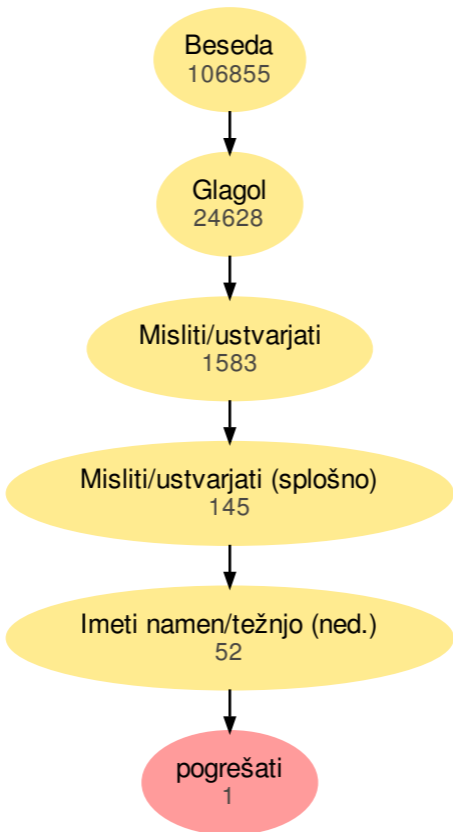 Beseda
106855
Glagol
24628
Misliti/ustvarjati
1583
Misliti/ustvarjati (splošno)
145
Imeti namen/težnjo (ned.)
52
pogrešati
1